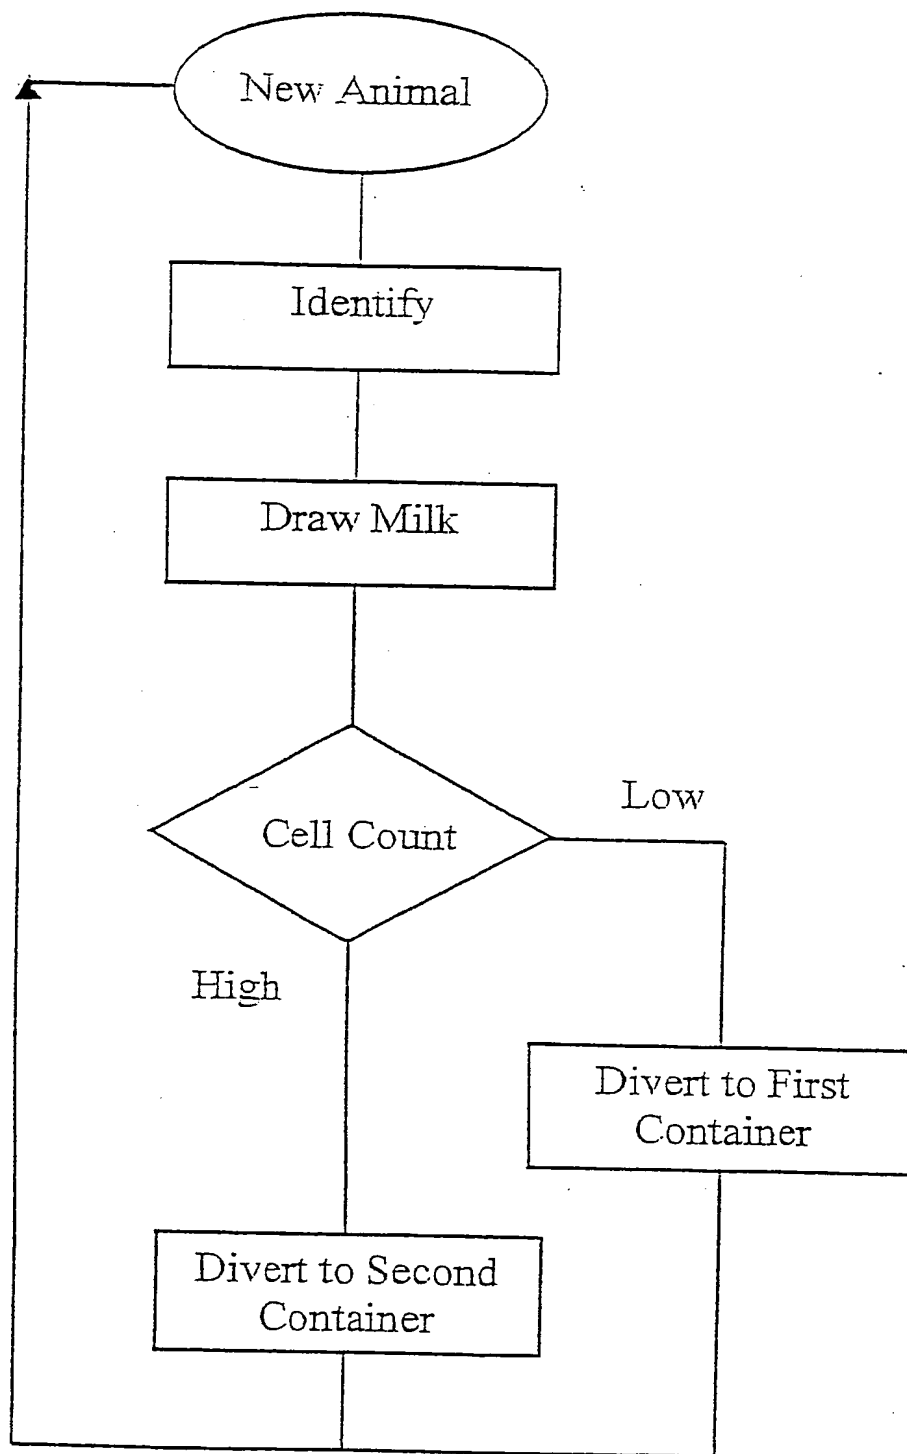 New Animal
Identify
Draw Milk
Cell Count
Low
High
Divert to First
Container
Divert to Second
Container